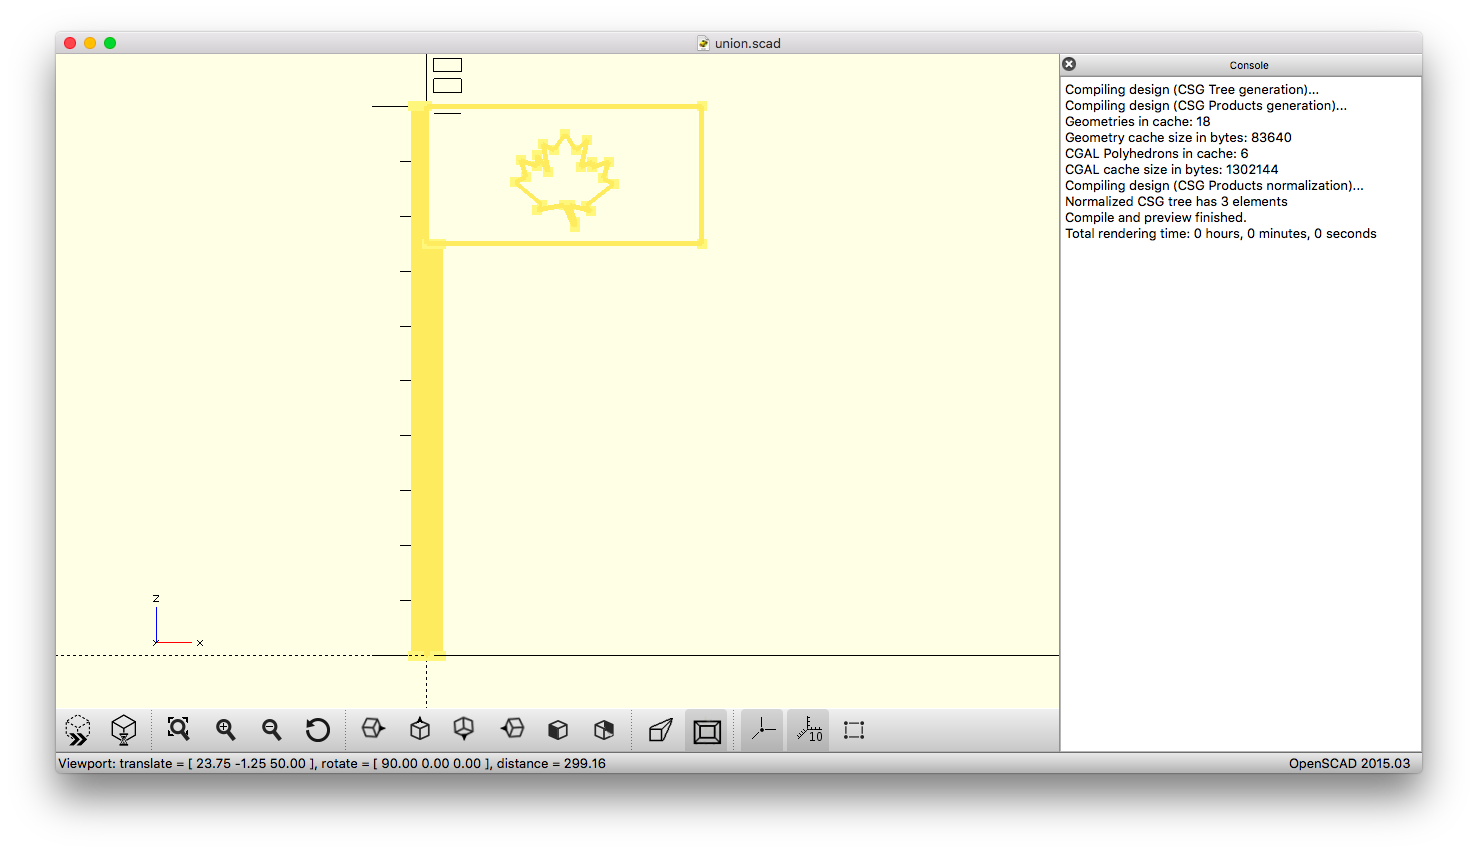 union.scad
Console
Compiling design (CSG Tree generation)...
Compiling design (CSG Products generation)...
Geometries in cache: 18
Geometry cache size in bytes: 83640
CGAL Polyhedrons in cache: 6
CGAL cache size in bytes: 1302144
Compiling design (CSG Products normalization)...
Normalized CSG tree has 3 elements
Compile and preview finished.
Total rendering time: 0 hours, 0 minutes, 0 seconds
z
x
10
Viewport: translate = [ 23.75 -1.25 50.00 ], rotate = [ 90.00 0.00 0.00 ], distance = 299.16
OpenSCAD 2015.03